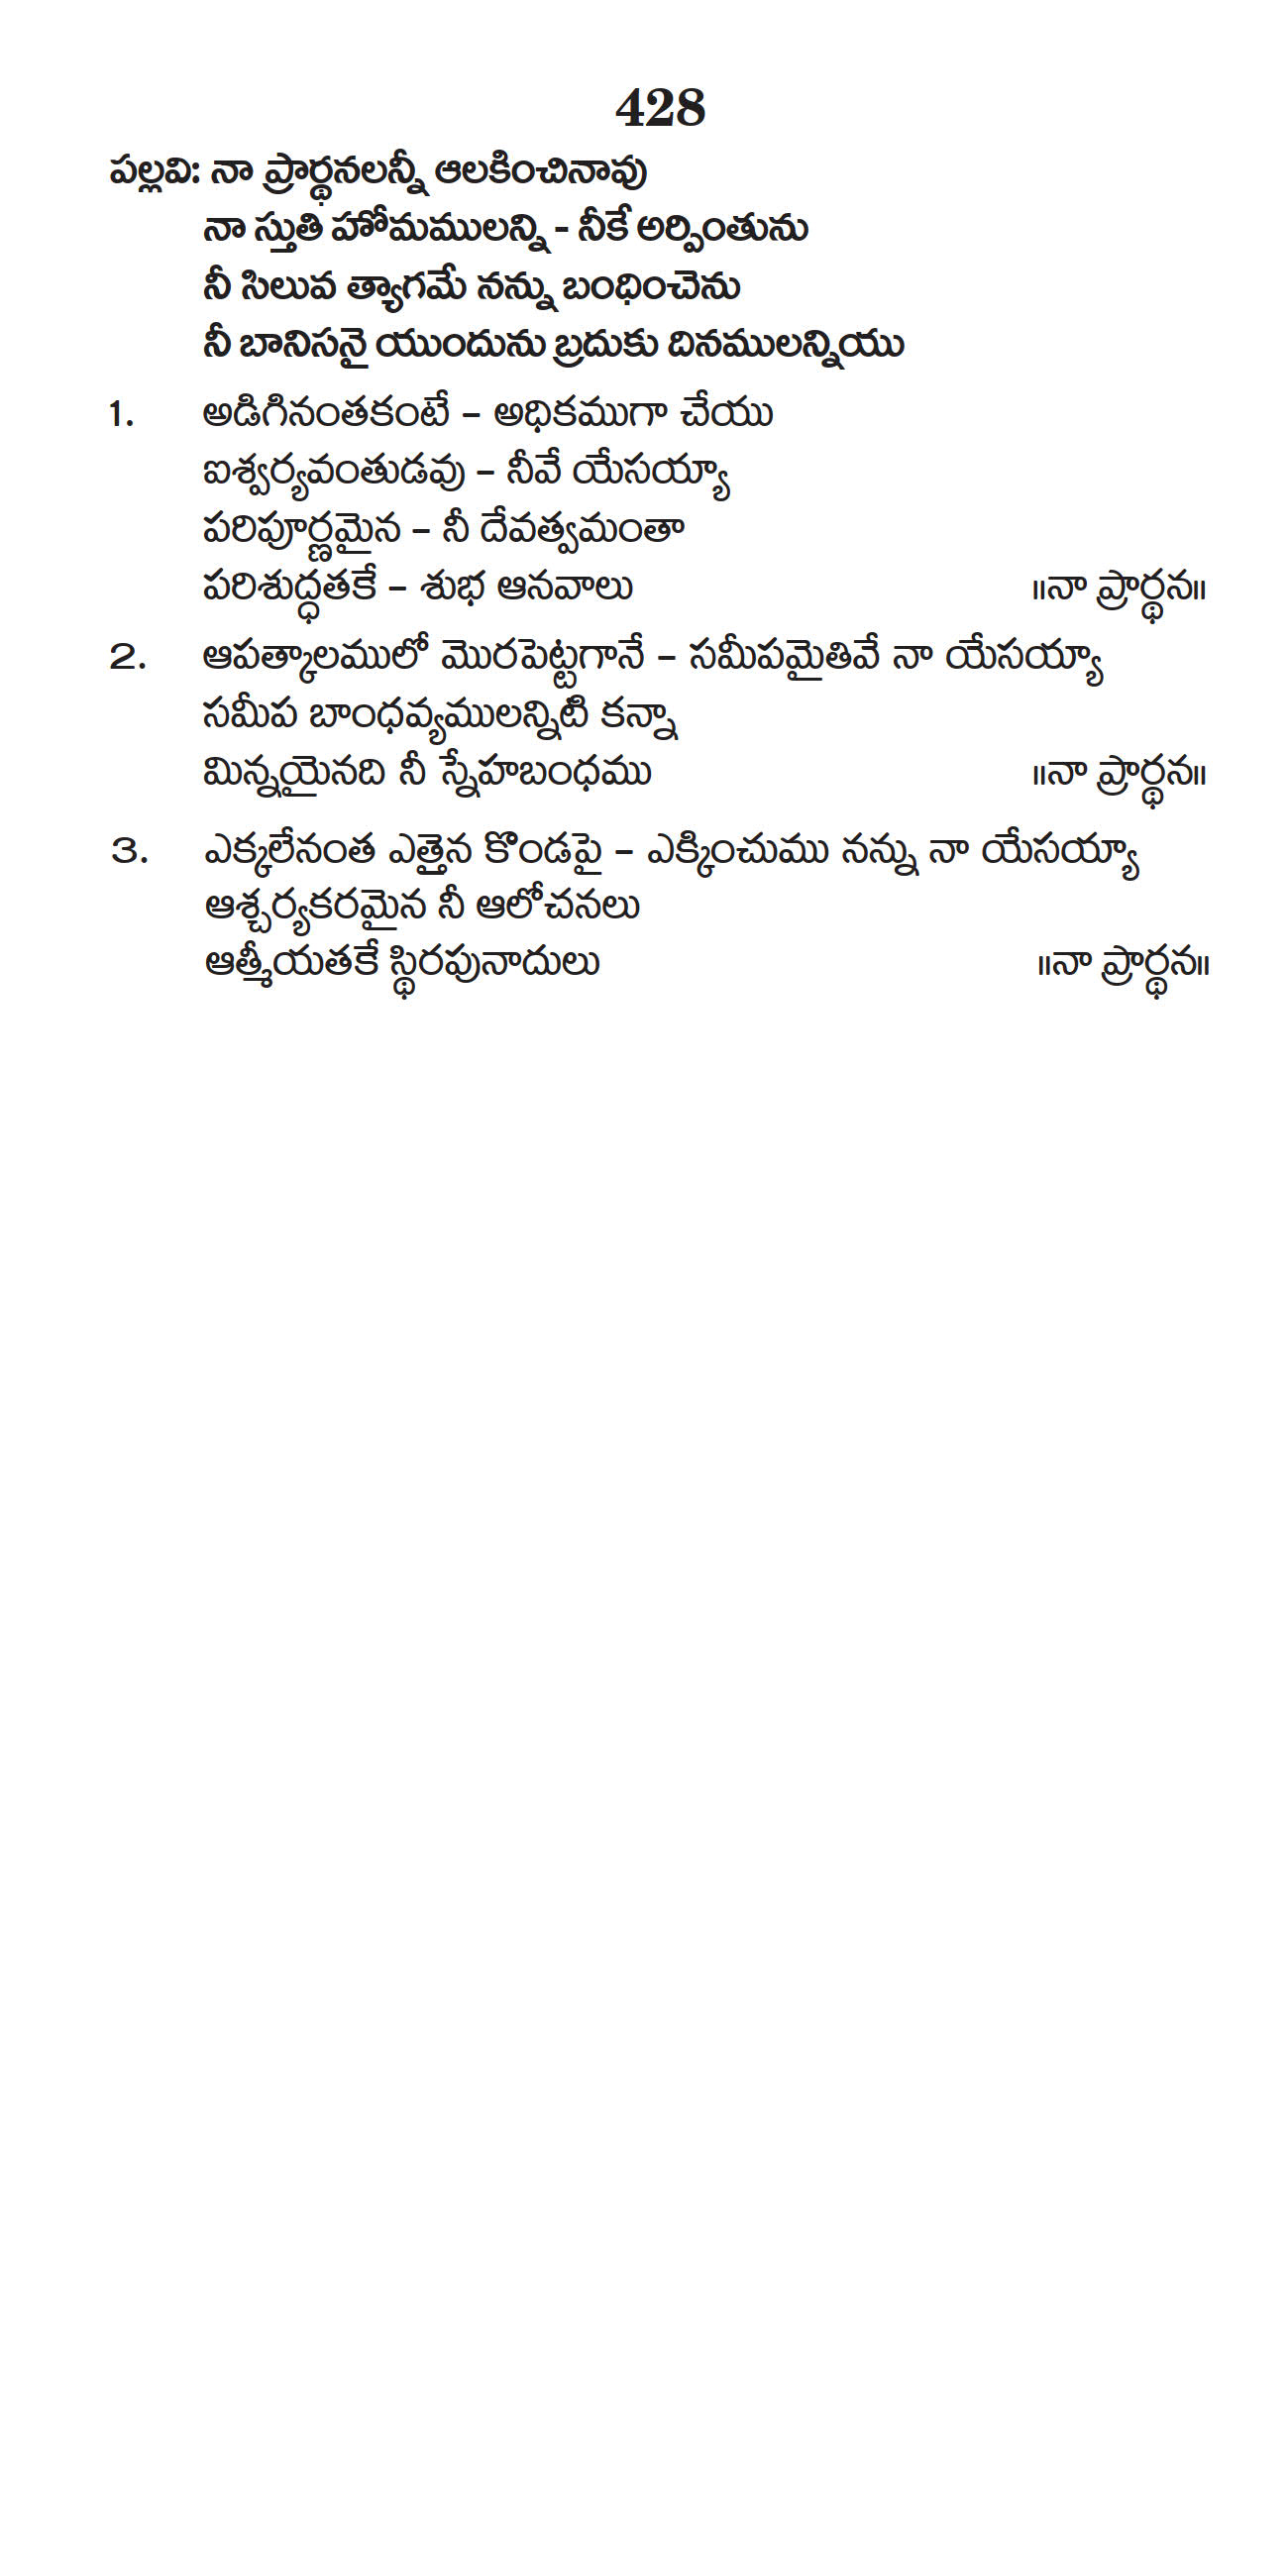 428
పల్లవి: నా ప్రార్థనలన్నీ ఆలకించినావు
నా స్తుతి హోమములన్ని - నీకే అర్పింతును
నీ సిలువ త్యాగమే నన్ను బంధించెను
నీ బానిసనై యుందును బ్రదుకు దినములన్నియు
1. అడిగినంతకంటే – అధికముగా చేయు
ఐశ్వర్యవంతుడవు – నీవే యేసయ్యా
పరిపూర్ణమైన – నీ దేవత్వమంతా
పరిశుద్ధతకే – శుభ ఆనవాలు ॥నా ప్రార్థన॥
2. ఆపత్కాలములో మొరపెట్టగానే – సమీపమైతివే నా యేసయ్యా
సమీప బాంధవ్యములన్నిటి కన్నా
మిన్నయైనది నీ స్నేహబంధము ॥నా ప్రార్థన॥
3. ఎక్కలేనంత ఎత్తైన కొండపై – ఎక్కించుము నన్ను నా యేసయ్యా
ఆశ్చర్యకరమైన నీ ఆలోచనలు
ఆత్మీయతకే స్థిరపునాదులు ॥నా ప్రార్థన॥